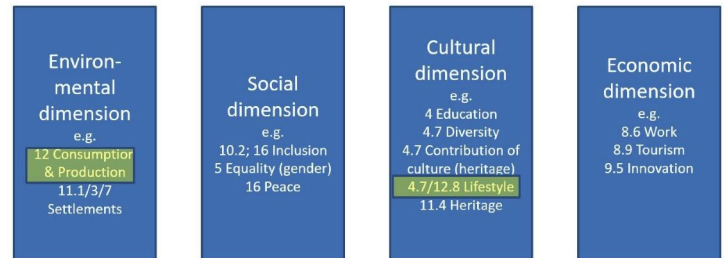 Environ-
mental
dimension
e.g.
12 Consumption
& Production
11.1/3/7
Settlements
Social
dimension
e.g.
10.2; 16 Inclusion
5 Equality (gender)
16 Peace
Cultural
dimension
e.g.
4 Education
4.7 Diversity
4.7 Contribution of
culture (heritage)
4.7/12.8 Lifestyle
11.4 Heritage
Economic
dimension
e.g.
8.6 Work
8.9 Tourism
9.5 Innovation